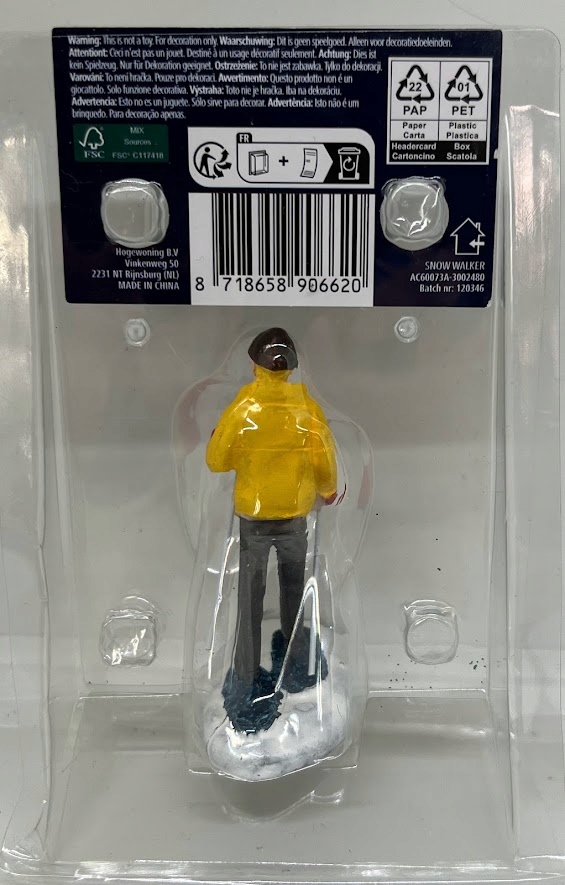 Warning: This is not a toy. For decoration only. Waarschuwing: Dit is geen speelgoed. Alleen voor decoratiedoeleinden.
Attentiont: Ceci n'est pas un jouet. Destiné à un usage décoratif seulement. Achtung: Dies ist
kein Spielzeug. Nur für Dekoration geeignet. Ostrzeżenie: To nie jest zabawka. Tylko do dekoracji.
Varování: To není hračka. Pouze pro dekoraci. Avvertimento: Questo prodotto non è un
giocattolo. Solo funzione decorativa. Výstraha: Toto nie je hračka. Iba na dekoráciu.
Advertencia: Esto no es un juguete. Sólo sirve para decorar. Advertência: Isto não é um
brinquedo. Para decoração apenas.
22
PAP
Paper
Carta
Headercard
Cartoncino
01
PET
Plastic
Plastica
Box
Scatola
FSC
MIX
Sources
FSC® C117418
FR
+
Hogewoning B.V
Vinkenweg 50
2231 NT Rijnsburg (NL)
MADE IN CHINA
8 718658 906620
SNOW WALKER
AC60073A-3002480
Batch nr: 120346